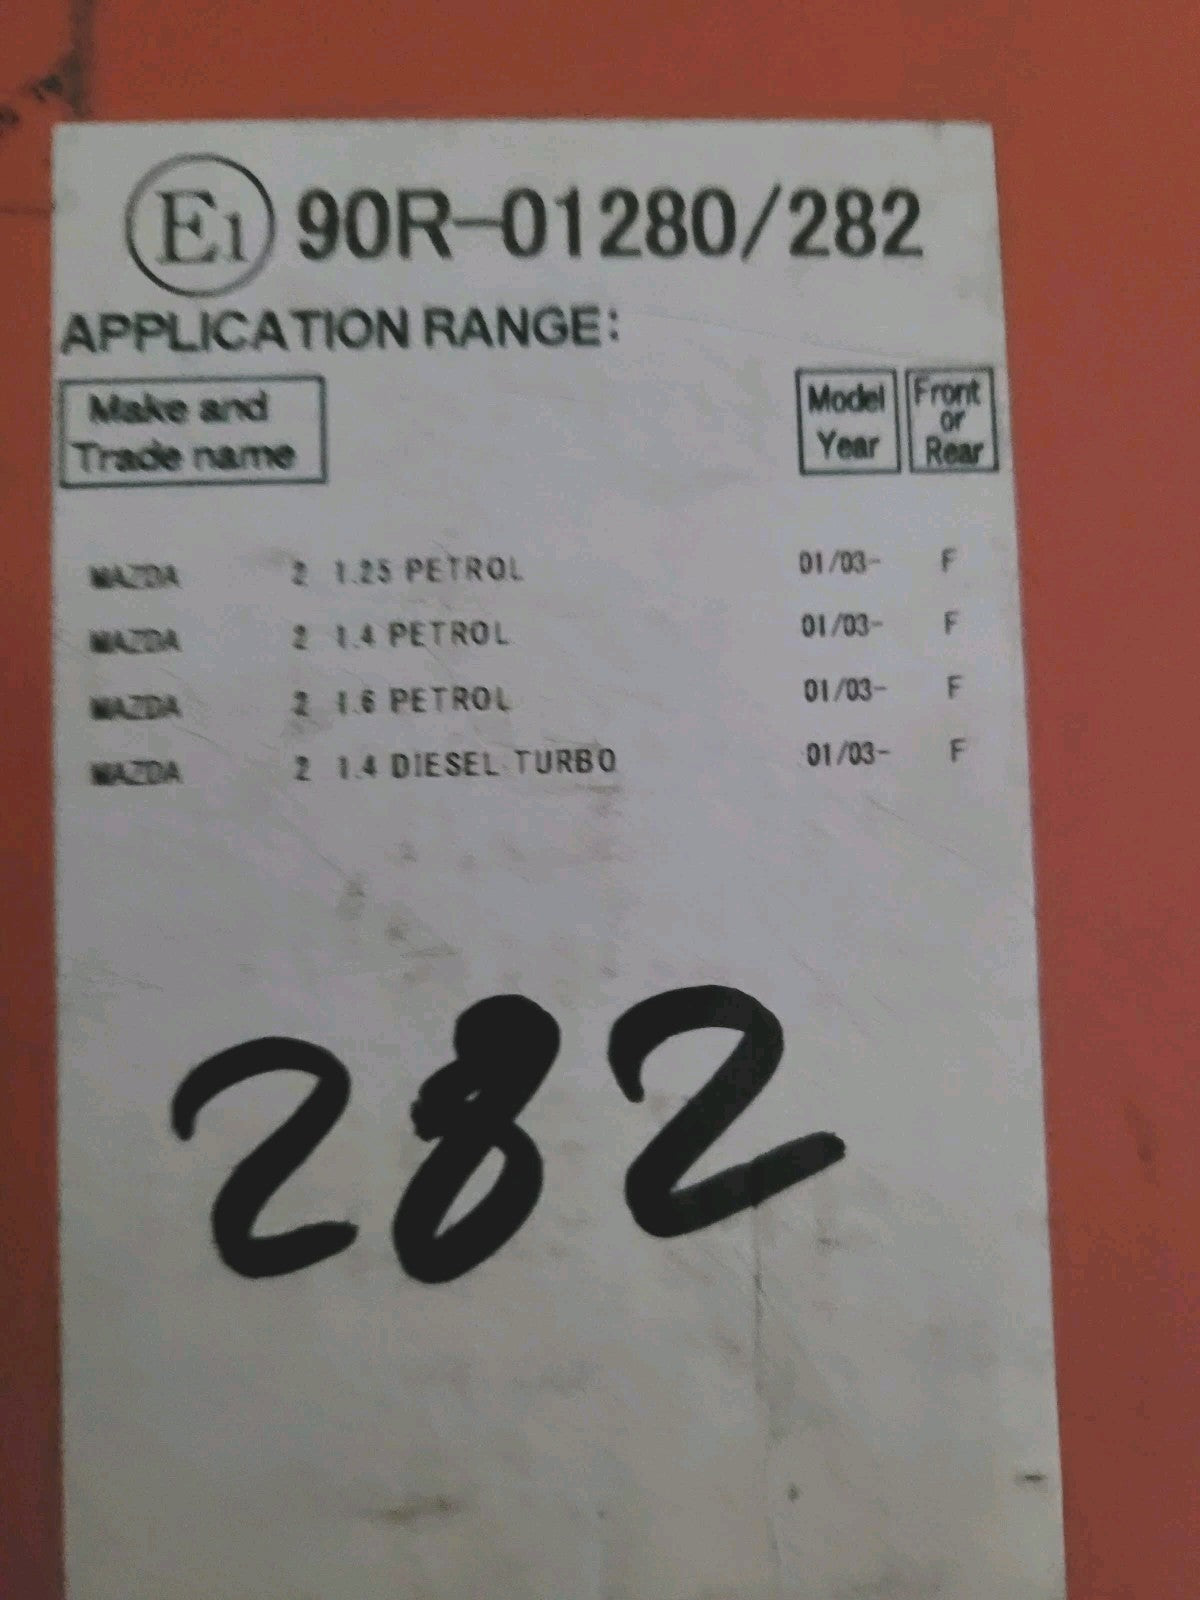 E1 90R-01280/282
APPLICATION RANGE:
Make and
Trade name
Model
Year
Front
or
Rear
MAZDA 2 1.25 PETROL 01/03- F
MAZDA 2 1.4 PETROL 01/03- F
MAZDA 2 1.6 PETROL 01/03- F
MAZDA 2 1.4 DIESEL TURBO 01/03- F
282